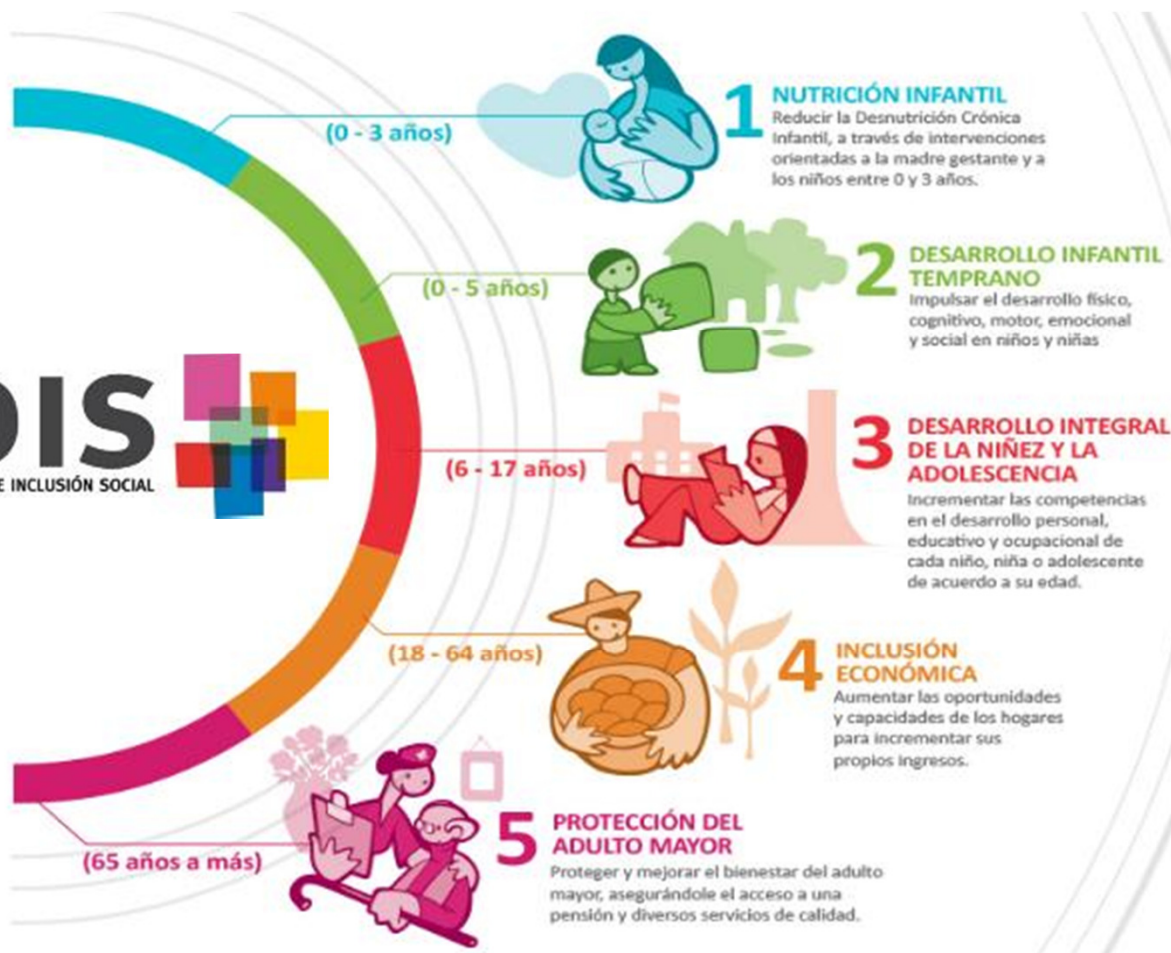 (0 - 3 años)
1 NUTRICIÓN INFANTIL
Reducir la Desnutrición Crónica
Infantil, a través de intervenciones
orientadas a la madre gestante y a
los niños entre 0 y 3 años.
(0 - 5 años)
2 DESARROLLO INFANTIL
TEMPRANO
Impulsar el desarrollo físico,
cognitivo, motor, emocional
y social en niños y niñas
DIS
E INCLUSIÓN SOCIAL
(6 - 17 años)
3 DESARROLLO INTEGRAL
DE LA NIÑEZ Y LA
ADOLESCENCIA
Incrementar las competencias
en el desarrollo personal,
educativo y ocupacional de
cada niño, niña o adolescente
de acuerdo a su edad.
(18 - 64 años)
4 INCLUSIÓN
ECONÓMICA
Aumentar las oportunidades
y capacidades de los hogares
para incrementar sus
propios ingresos.
(65 años a más)
5 PROTECCIÓN DEL
ADULTO MAYOR
Proteger y mejorar el bienestar del adulto
mayor, asegurándole el acceso a una
pensión y diversos servicios de calidad.